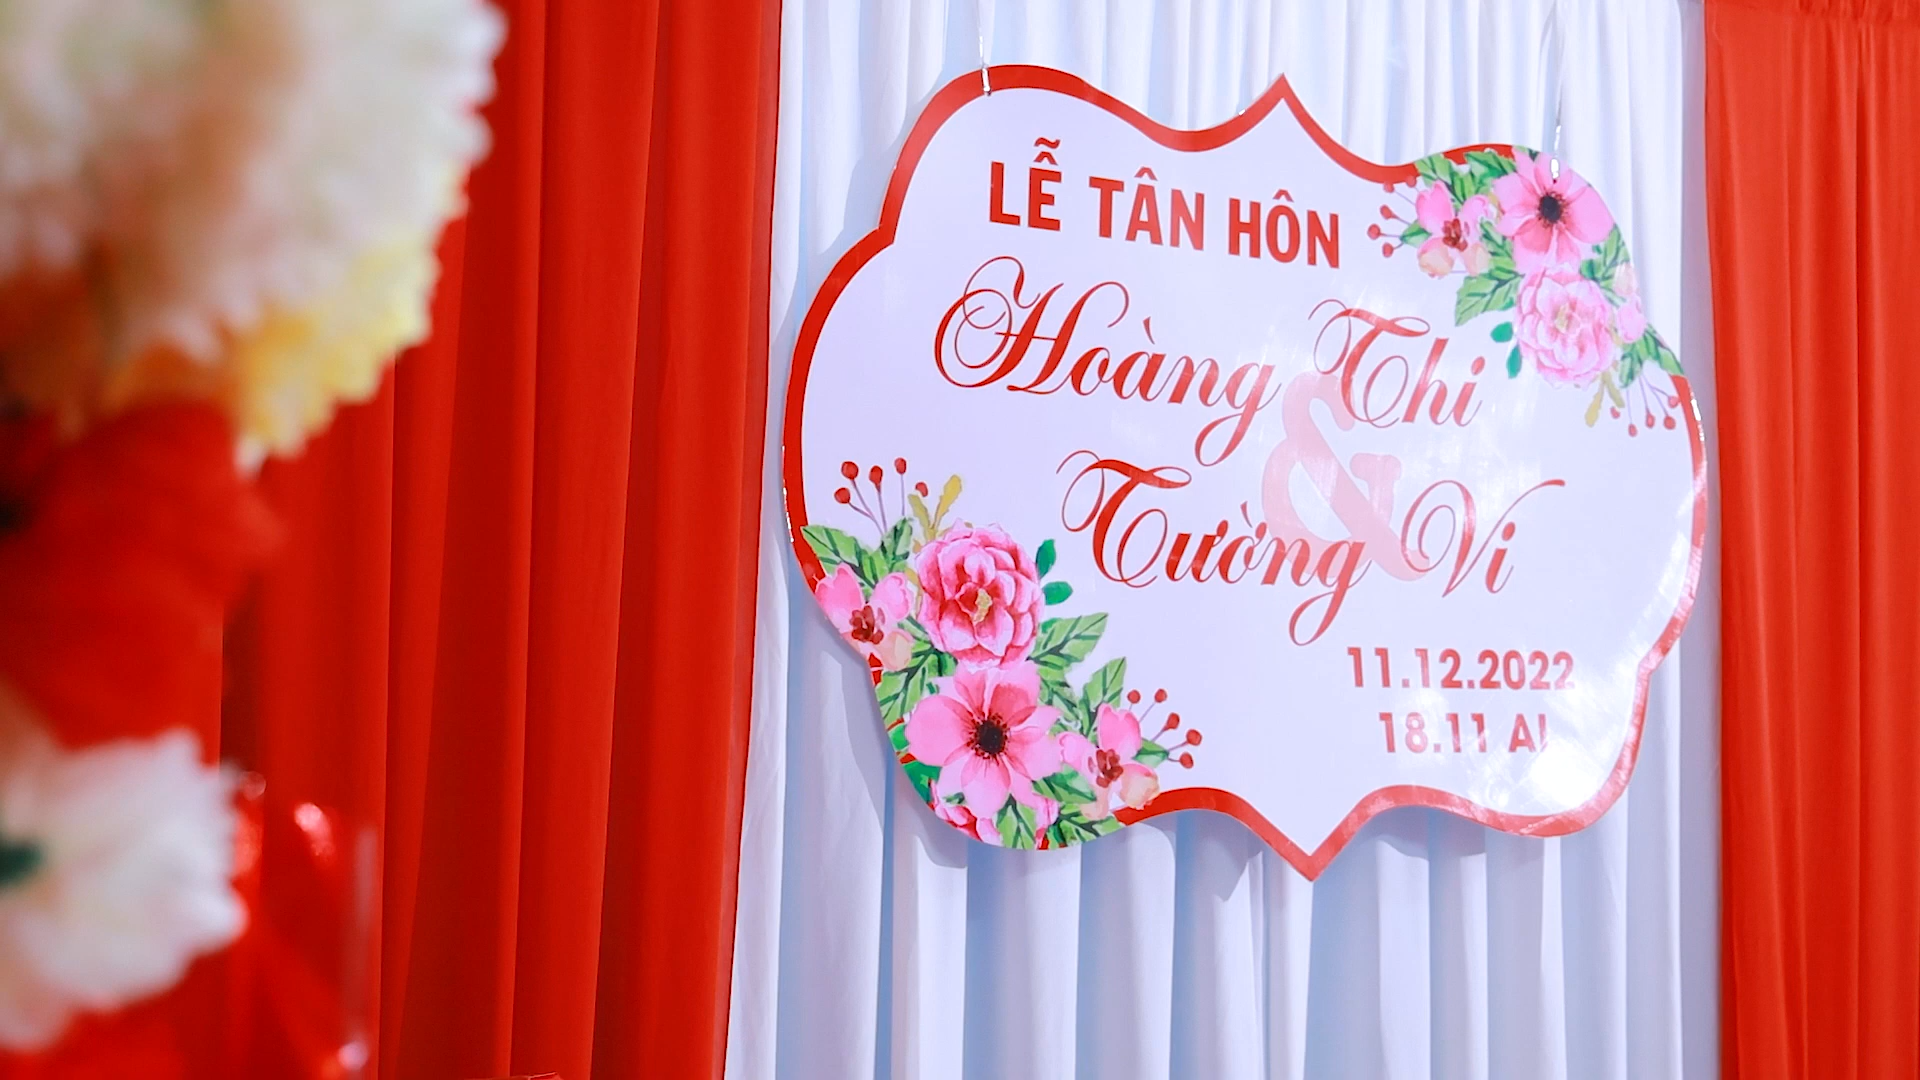 LỄ TÂN HÔN
Hoàng Thi
&
Tường Vi
11.12.2022
18.11 AL